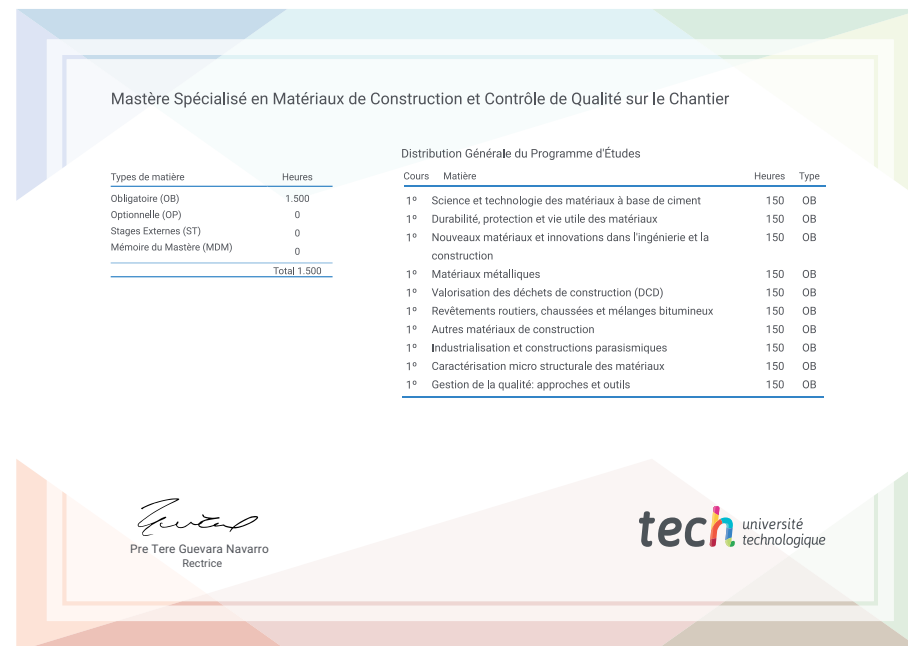 Mastère Spécialisé en Matériaux de Construction et Contrôle de Qualité sur le Chantier
Types de matière Heures
Obligatoire (OB) 1.500
Optionnelle (OP) 0
Stages Externes (ST) 0
Mémoire du Mastère (MDM) 0
Total 1.500
Distribution Générale du Programme d'Études
Cours Matière Heures Type
1º Science et technologie des matériaux à base de ciment 150 OB
1º Durabilité, protection et vie utile des matériaux 150 OB
1º Nouveaux matériaux et innovations dans l'ingénierie et la 150 OB
construction
1º Matériaux métalliques 150 OB
1º Valorisation des déchets de construction (DCD) 150 OB
1º Revêtements routiers, chaussées et mélanges bitumineux 150 OB
1º Autres matériaux de construction 150 OB
1º Industrialisation et constructions parasismiques 150 OB
1º Caractérisation micro structurale des matériaux 150 OB
1º Gestion de la qualité: approches et outils 150 OB
Pre Tere Guevara Navarro
Rectrice
tech université
technologique